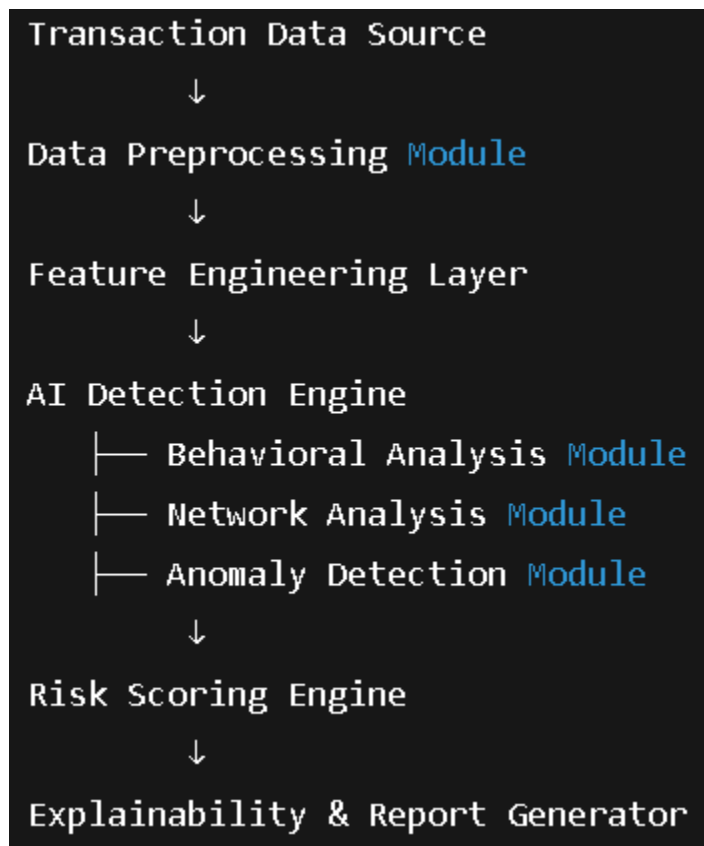 Transaction Data Source
↓
Data Preprocessing Module
↓
Feature Engineering Layer
↓
AI Detection Engine
├── Behavioral Analysis Module
├── Network Analysis Module
├── Anomaly Detection Module
↓
Risk Scoring Engine
↓
Explainability & Report Generator